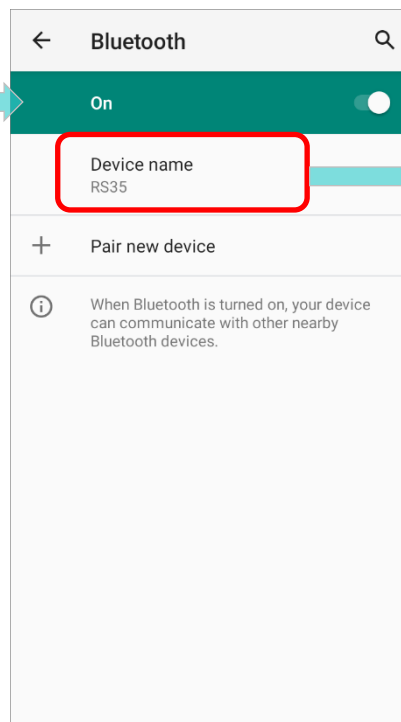 Bluetooth
On
Device name
RS35
Pair new device
When Bluetooth is turned on, your device
can communicate with other nearby
Bluetooth devices.